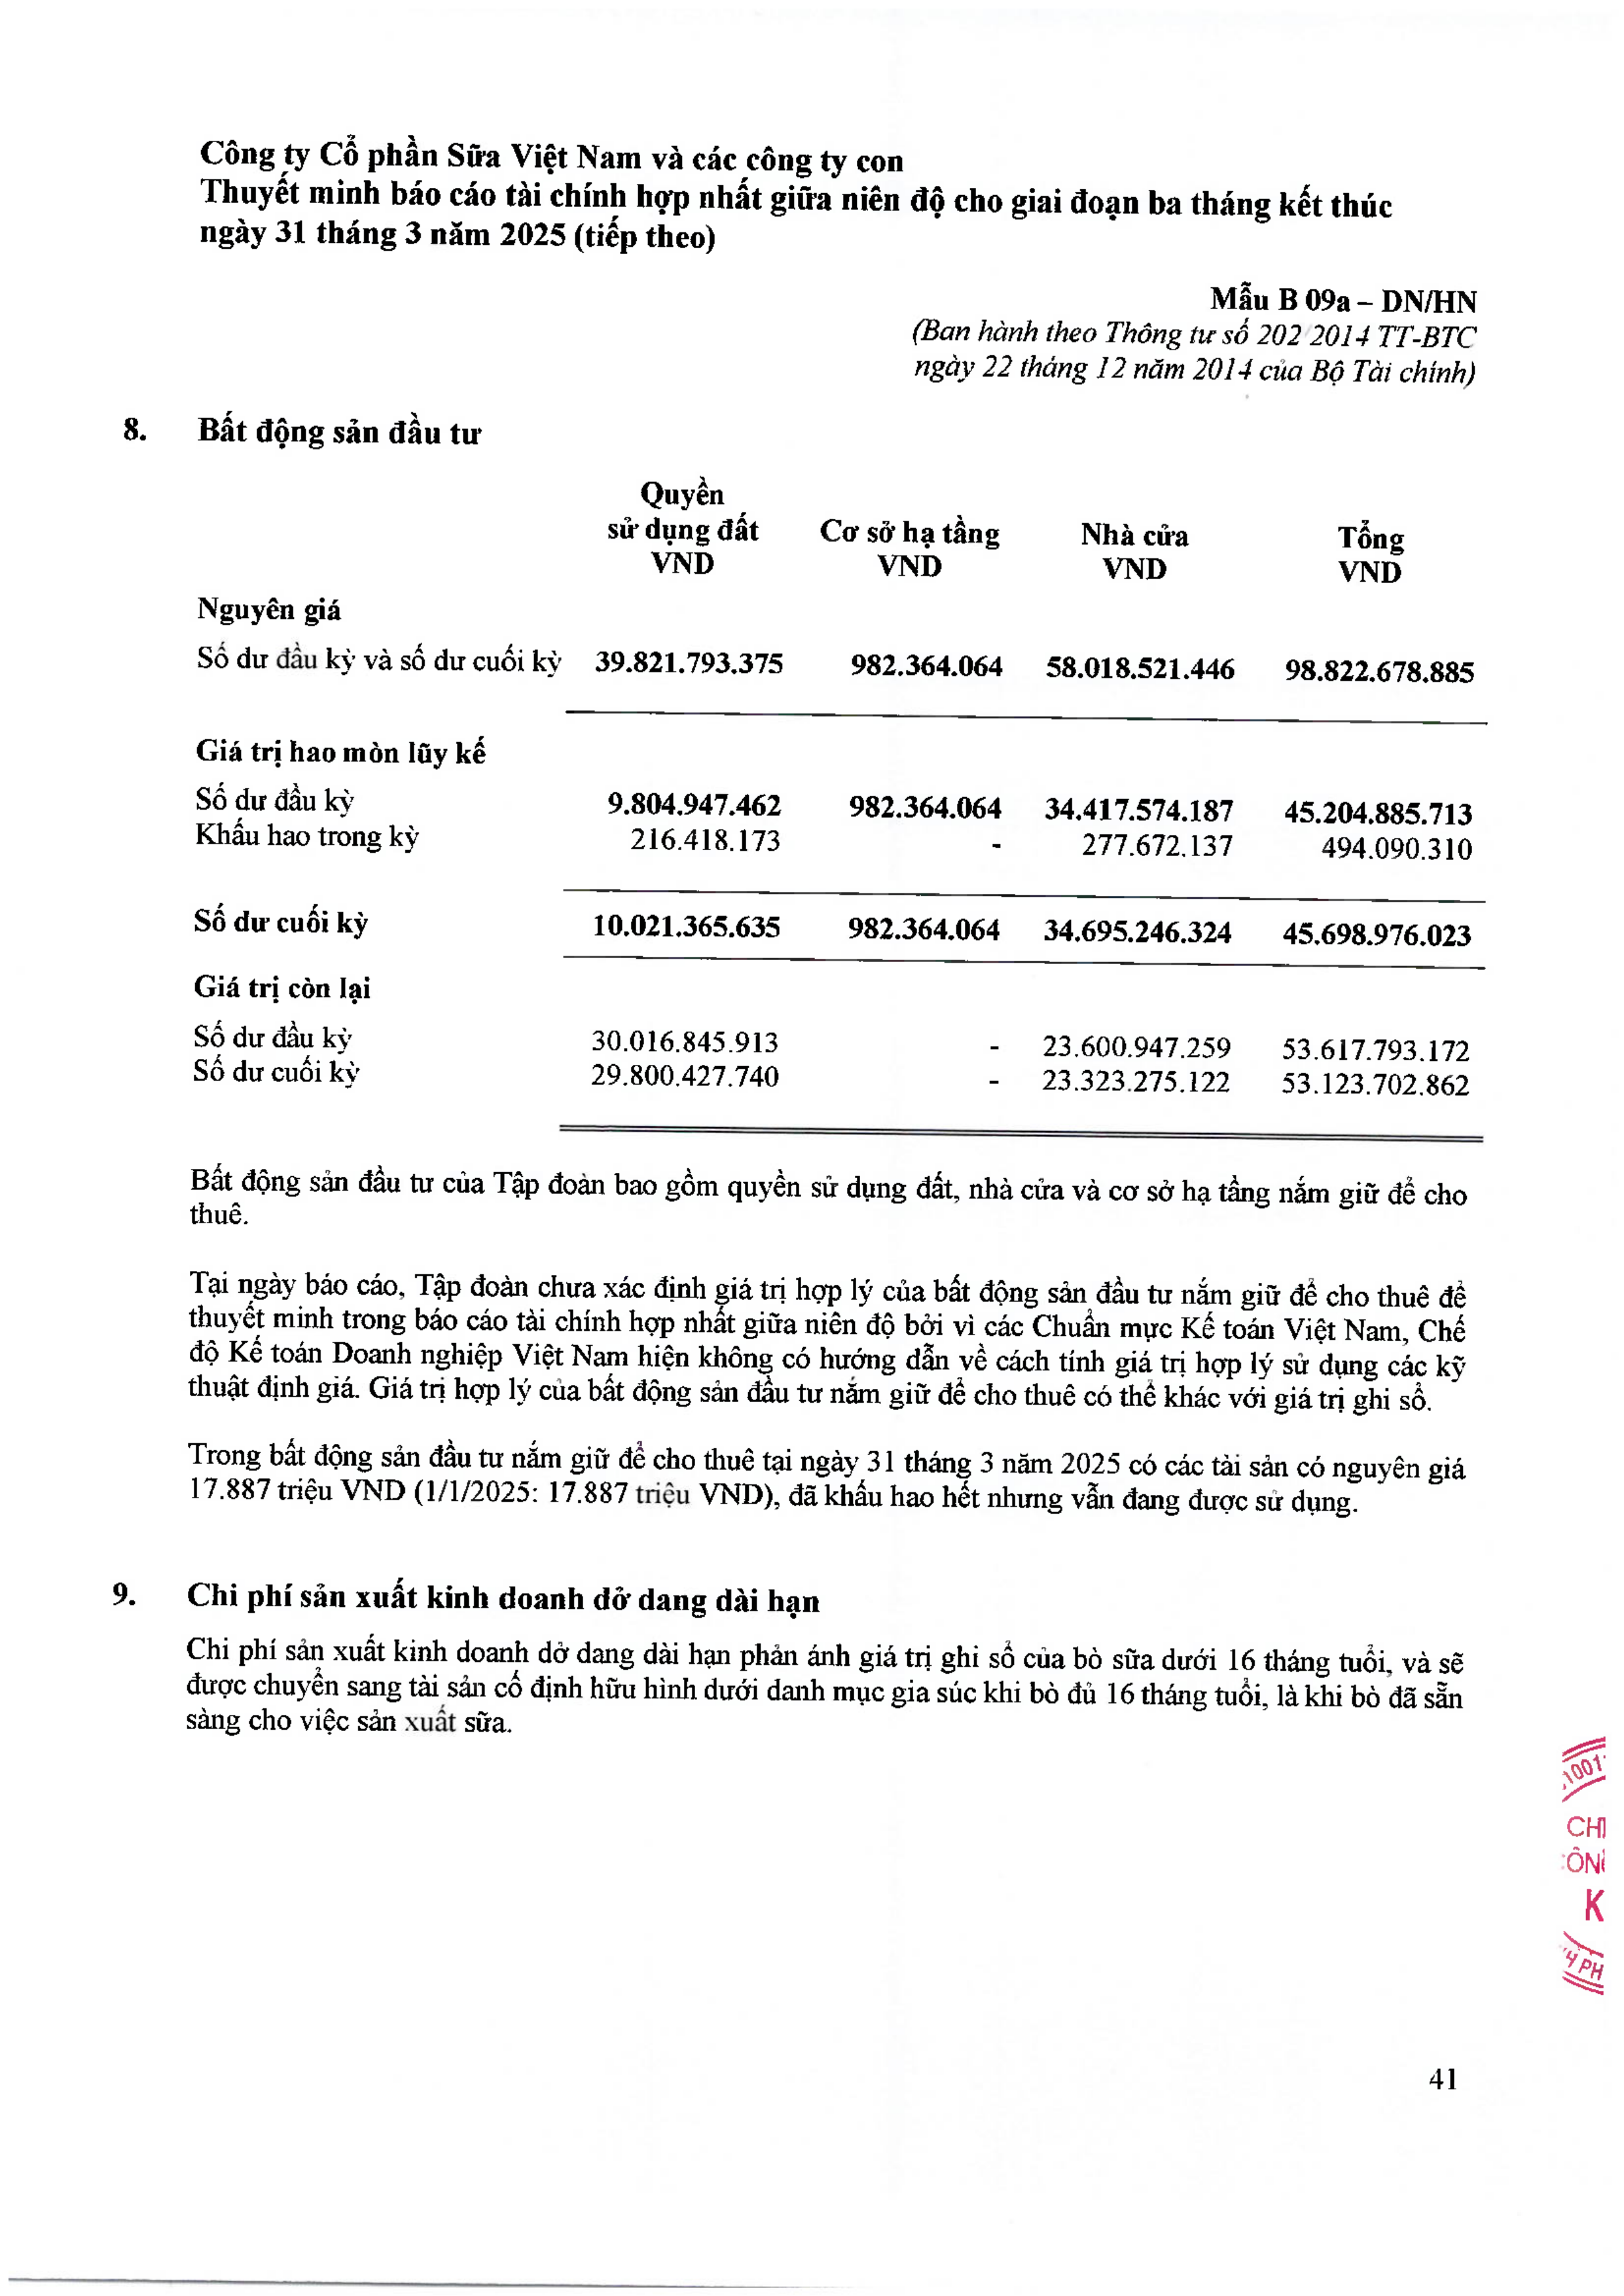 Công ty Cổ phần Sữa Việt Nam và các công ty con
Thuyết minh báo cáo tài chính hợp nhất giữa niên độ cho giai đoạn ba tháng kết thúc
ngày 31 tháng 3 năm 2025 (tiếp theo)
Mẫu B 09a – DN/HN
(Ban hành theo Thông tư số 202/2014 TT-BTC
ngày 22 tháng 12 năm 2014 của Bộ Tài chính)
8. Bất động sản đầu tư
Quyền
sử dụng đất Cơ sở hạ tầng Nhà cửa Tổng
VND VND VND VND
Nguyên giá
Số dư đầu kỳ và số dư cuối kỳ 39.821.793.375 982.364.064 58.018.521.446 98.822.678.885
Giá trị hao mòn lũy kế
Số dư đầu kỳ 9.804.947.462 982.364.064 34.417.574.187 45.204.885.713
Khấu hao trong kỳ 216.418.173 - 277.672.137 494.090.310
Số dư cuối kỳ 10.021.365.635 982.364.064 34.695.246.324 45.698.976.023
Giá trị còn lại
Số dư đầu kỳ 30.016.845.913 - 23.600.947.259 53.617.793.172
Số dư cuối kỳ 29.800.427.740 - 23.323.275.122 53.123.702.862
Bất động sản đầu tư của Tập đoàn bao gồm quyền sử dụng đất, nhà cửa và cơ sở hạ tầng nắm giữ để cho
thuê.
Tại ngày báo cáo, Tập đoàn chưa xác định giá trị hợp lý của bất động sản đầu tư nắm giữ để cho thuê để
thuyết minh trong báo cáo tài chính hợp nhất giữa niên độ bởi vì các Chuẩn mực Kế toán Việt Nam, Chế
độ Kế toán Doanh nghiệp Việt Nam hiện không có hướng dẫn về cách tính giá trị hợp lý sử dụng các kỹ
thuật định giá. Giá trị hợp lý của bất động sản đầu tư nắm giữ để cho thuê có thể khác với giá trị ghi sổ.
Trong bất động sản đầu tư nắm giữ để cho thuê tại ngày 31 tháng 3 năm 2025 có các tài sản có nguyên giá
17.887 triệu VND (1/1/2025: 17.887 triệu VND), đã khấu hao hết nhưng vẫn đang được sử dụng.
9. Chi phí sản xuất kinh doanh dở dang dài hạn
Chi phí sản xuất kinh doanh dở dang dài hạn phản ánh giá trị ghi sổ của bò sữa dưới 16 tháng tuổi, và sẽ
được chuyển sang tài sản cố định hữu hình dưới danh mục gia súc khi bò đủ 16 tháng tuổi, là khi bò đã sẵn
sàng cho việc sản xuất sữa.
1001
CHI
ÔN
K
PH
41